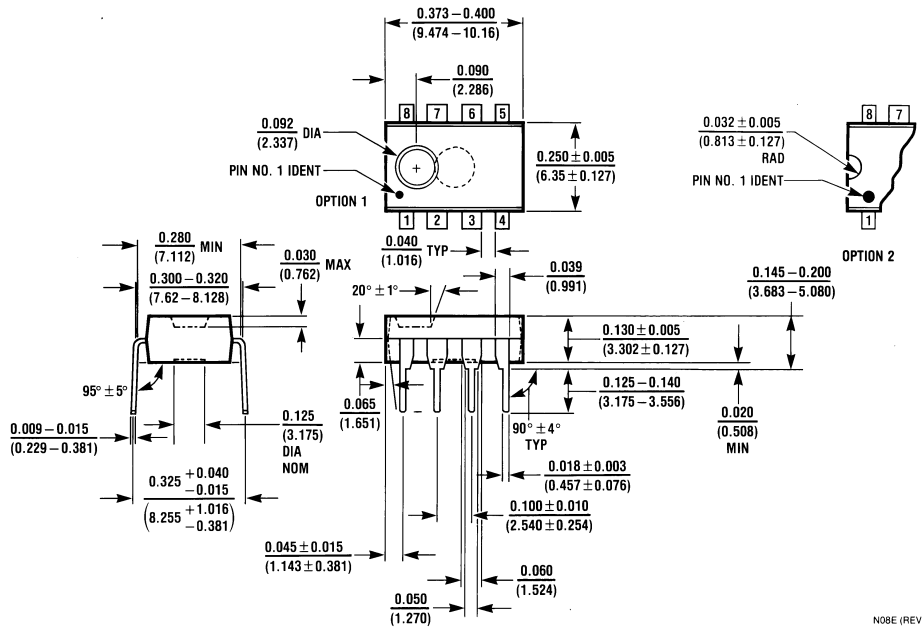 0.373–0.400
(9.474–10.16)
0.090
(2.286)
8 7 6 5
0.092 DIA
(2.337)
PIN NO. 1 IDENT
OPTION 1
1 2 3 4
0.250 ± 0.005
(6.35 ± 0.127)
8 7
0.032 ± 0.005
(0.813 ± 0.127)
RAD
PIN NO. 1 IDENT
1
OPTION 2
0.280 MIN
(7.112)
0.300–0.320
(7.62–8.128)
0.030 MAX
(0.762)
0.040 TYP
(1.016)
0.039
(0.991)
20° ± 1°
0.145–0.200
(3.683–5.080)
0.130 ± 0.005
(3.302 ± 0.127)
0.125–0.140
(3.175–3.556)
0.020
(0.508)
MIN
95° ± 5°
0.009–0.015
(0.229–0.381)
0.125
(3.175)
DIA
NOM
0.065
(1.651)
90° ± 4°
TYP
0.018 ± 0.003
(0.457 ± 0.076)
0.325 +0.040
−0.015
(8.255 +1.016
−0.381)
0.100 ± 0.010
(2.540 ± 0.254)
0.045 ± 0.015
(1.143 ± 0.381)
0.060
(1.524)
0.050
(1.270)
N08E (REV